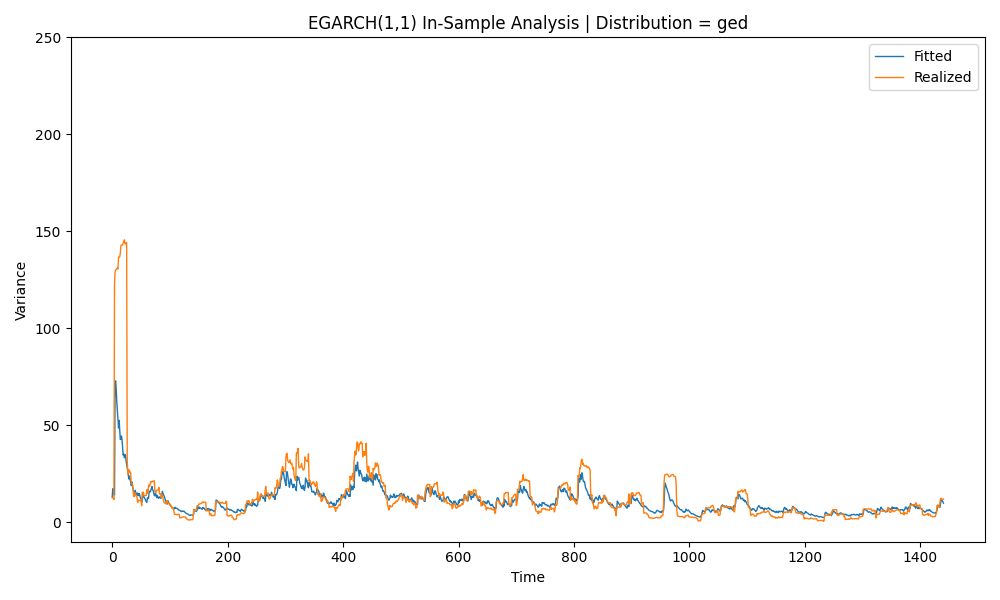 EGARCH(1,1) In-Sample Analysis | Distribution = ged
Fitted
Realized
250
200
150
100
50
0
Variance
0 200 400 600 800 1000 1200 1400
Time